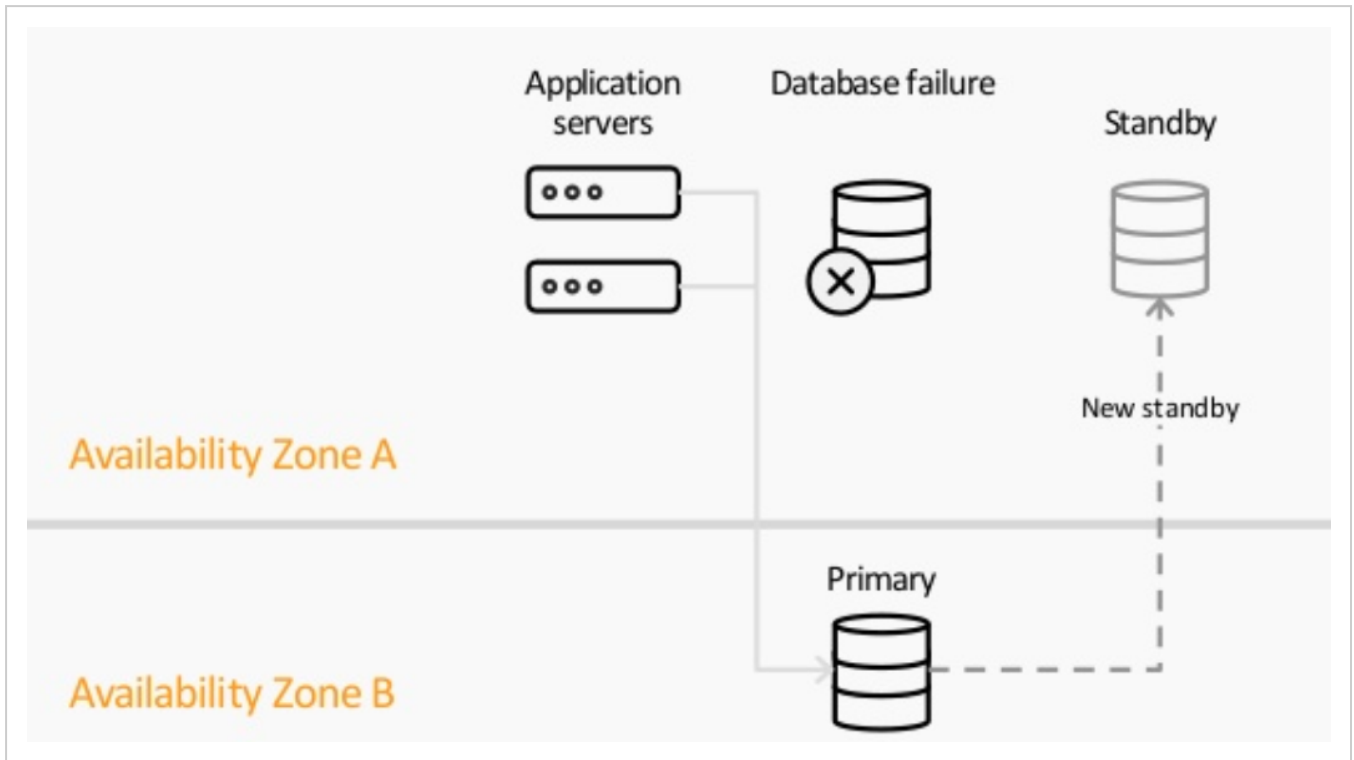 Application
servers
Database failure
Standby
New standby
Availability Zone A
Primary
Availability Zone B